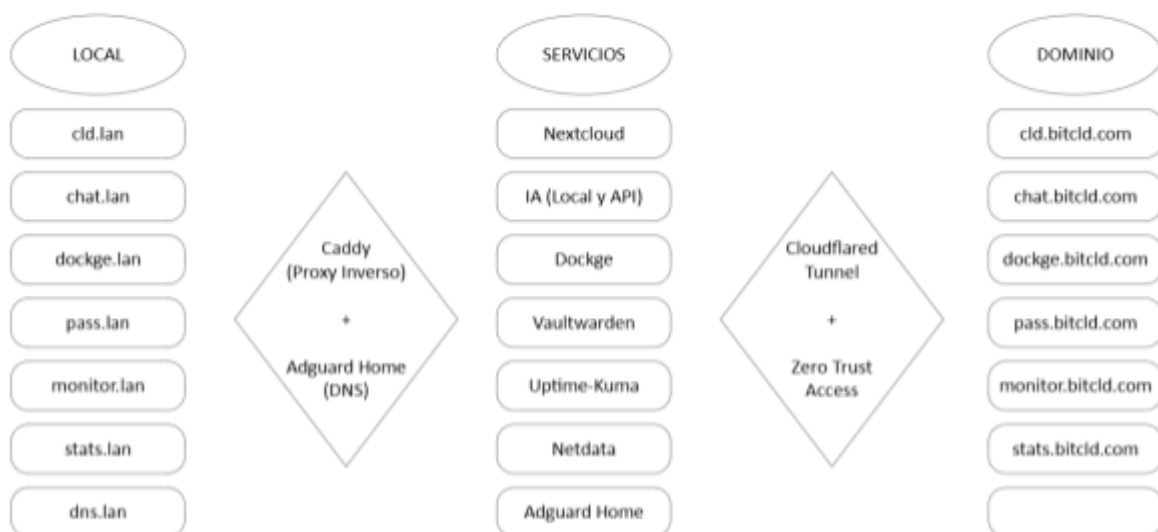 LOCAL
SERVICIOS
DOMINIO
cld.lan
Nextcloud
cld.bitcld.com
chat.lan
IA (Local y API)
chat.bitcld.com
Caddy
(Proxy Inverso)
+
Adguard Home
(DNS)
Cloudflared
Tunnel
+
Zero Trust
Access
dockge.lan
Dockge
dockge.bitcld.com
pass.lan
Vaultwarden
pass.bitcld.com
monitor.lan
Uptime-Kuma
monitor.bitcld.com
stats.lan
Netdata
stats.bitcld.com
dns.lan
Adguard Home